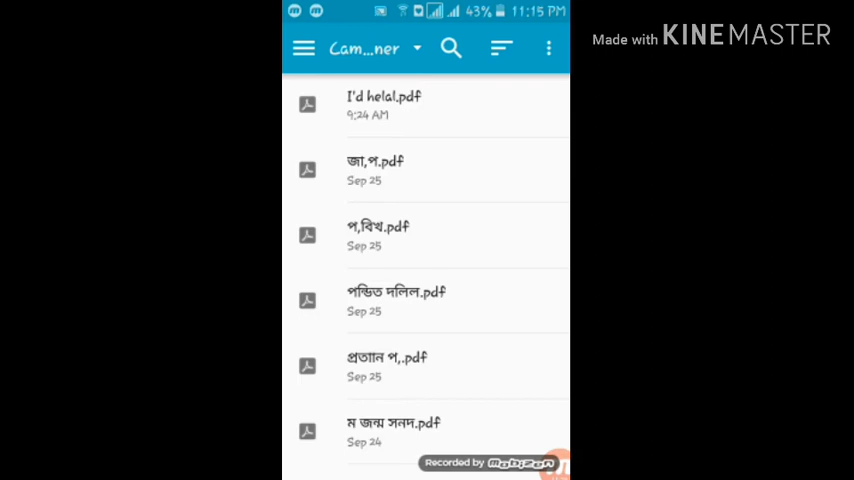 43% 11:15 PM
Made with KINEMASTER
Cam...ner
I'd helal.pdf
9:24 AM
জা,প.pdf
Sep 25
প,বিখ.pdf
Sep 25
পন্ডিত দলিল.pdf
Sep 25
প্রতাান প,.pdf
Sep 25
ম জন্ম সনদ.pdf
Sep 24
Recorded by mobizen